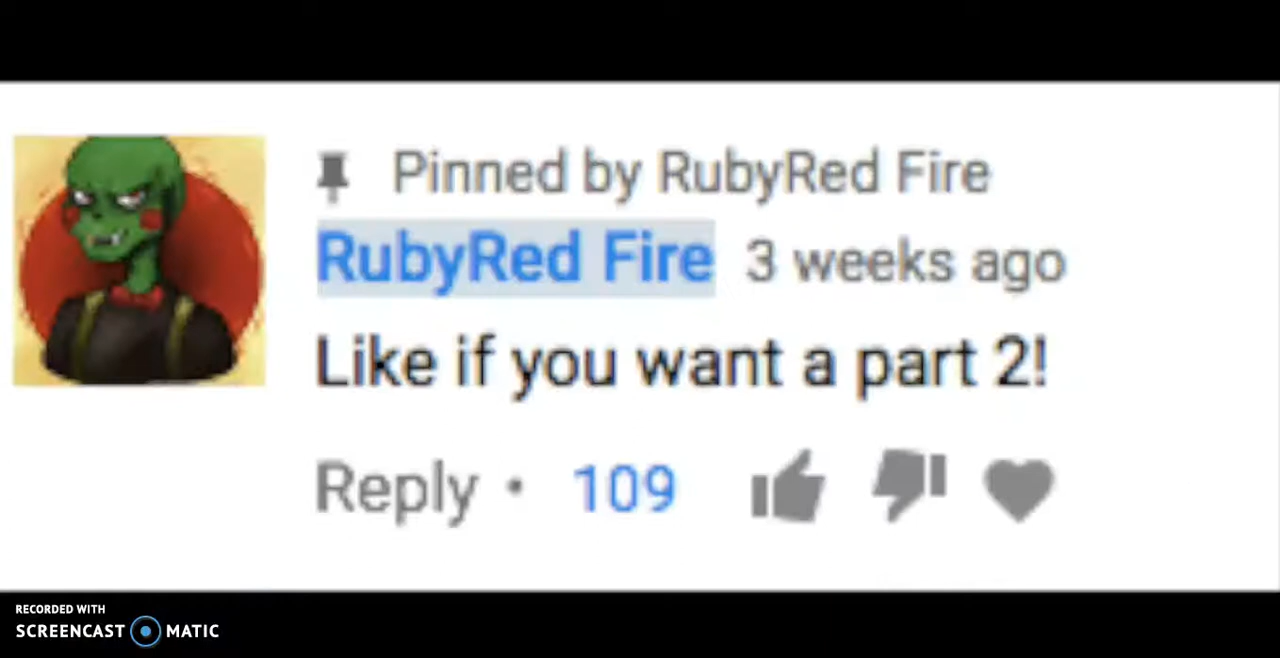 Pinned by RubyRed Fire
RubyRed Fire 3 weeks ago
Like if you want a part 2!
Reply • 109
RECORDED WITH
SCREENCAST MATIC